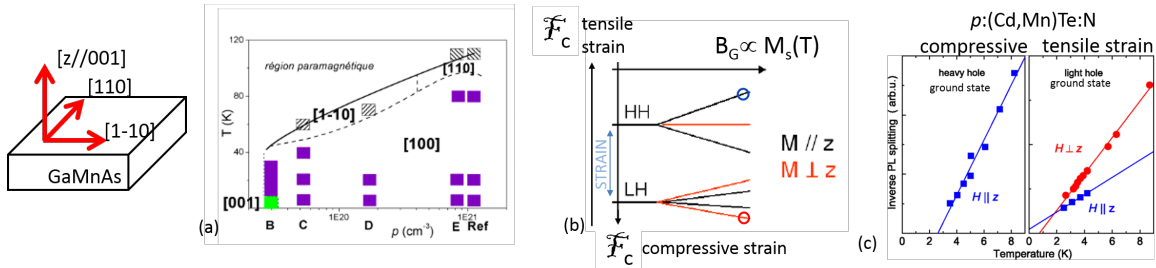 [z//001]
[110]
[1-10]
GaMnAs
(a)
120
80
40
0
T (K)
région paramagnétique
[110]
[1-10]
[100]
[001]
1E20
1E21
B
C
D
E
Ref
p (cm⁻³)
ℱc
tensile
strain
B_G∝ M_s(T)
HH
STRAIN
LH
M // z
M ⊥ z
(b)
ℱc
compressive strain
p:(Cd,Mn)Te:N
compressive
tensile strain
heavy hole
ground state
light hole
ground state
Inverse PL splitting ( arb.u.)
H ⊥ z
H || z
H || z
0 2 4 6 8
0 2 4 6 8
Temperature (K)
(c)